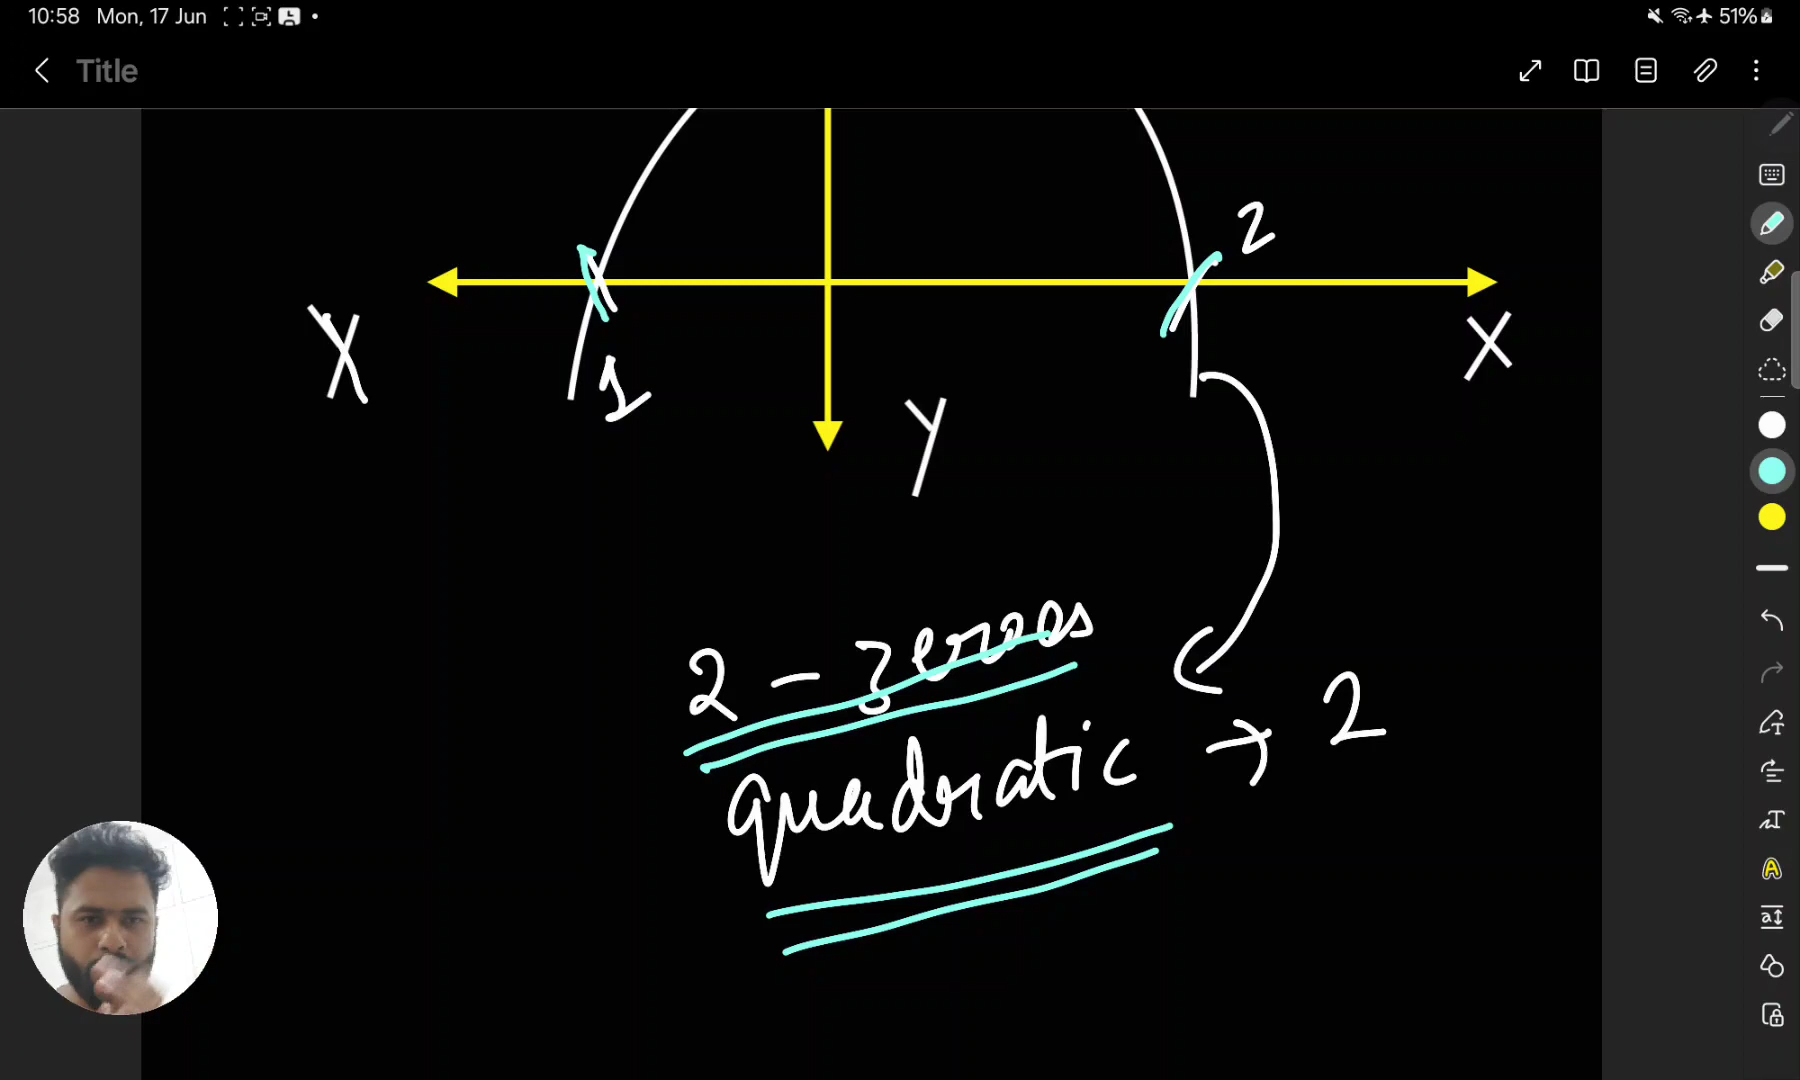 10:58 Mon, 17 Jun 51%
Title
2
X X
1
Y
2 - zeroes
quadratic → 2